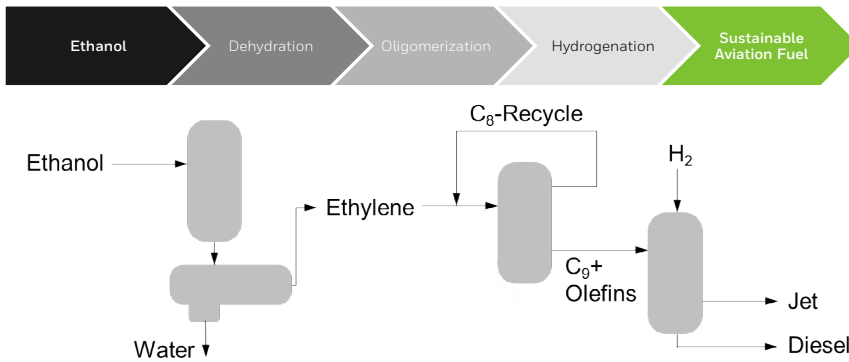 Ethanol
Dehydration
Oligomerization
Hydrogenation
Sustainable
Aviation Fuel
C₈-Recycle
Ethanol
H₂
Ethylene
C₉+
Olefins
Jet
Water
Diesel